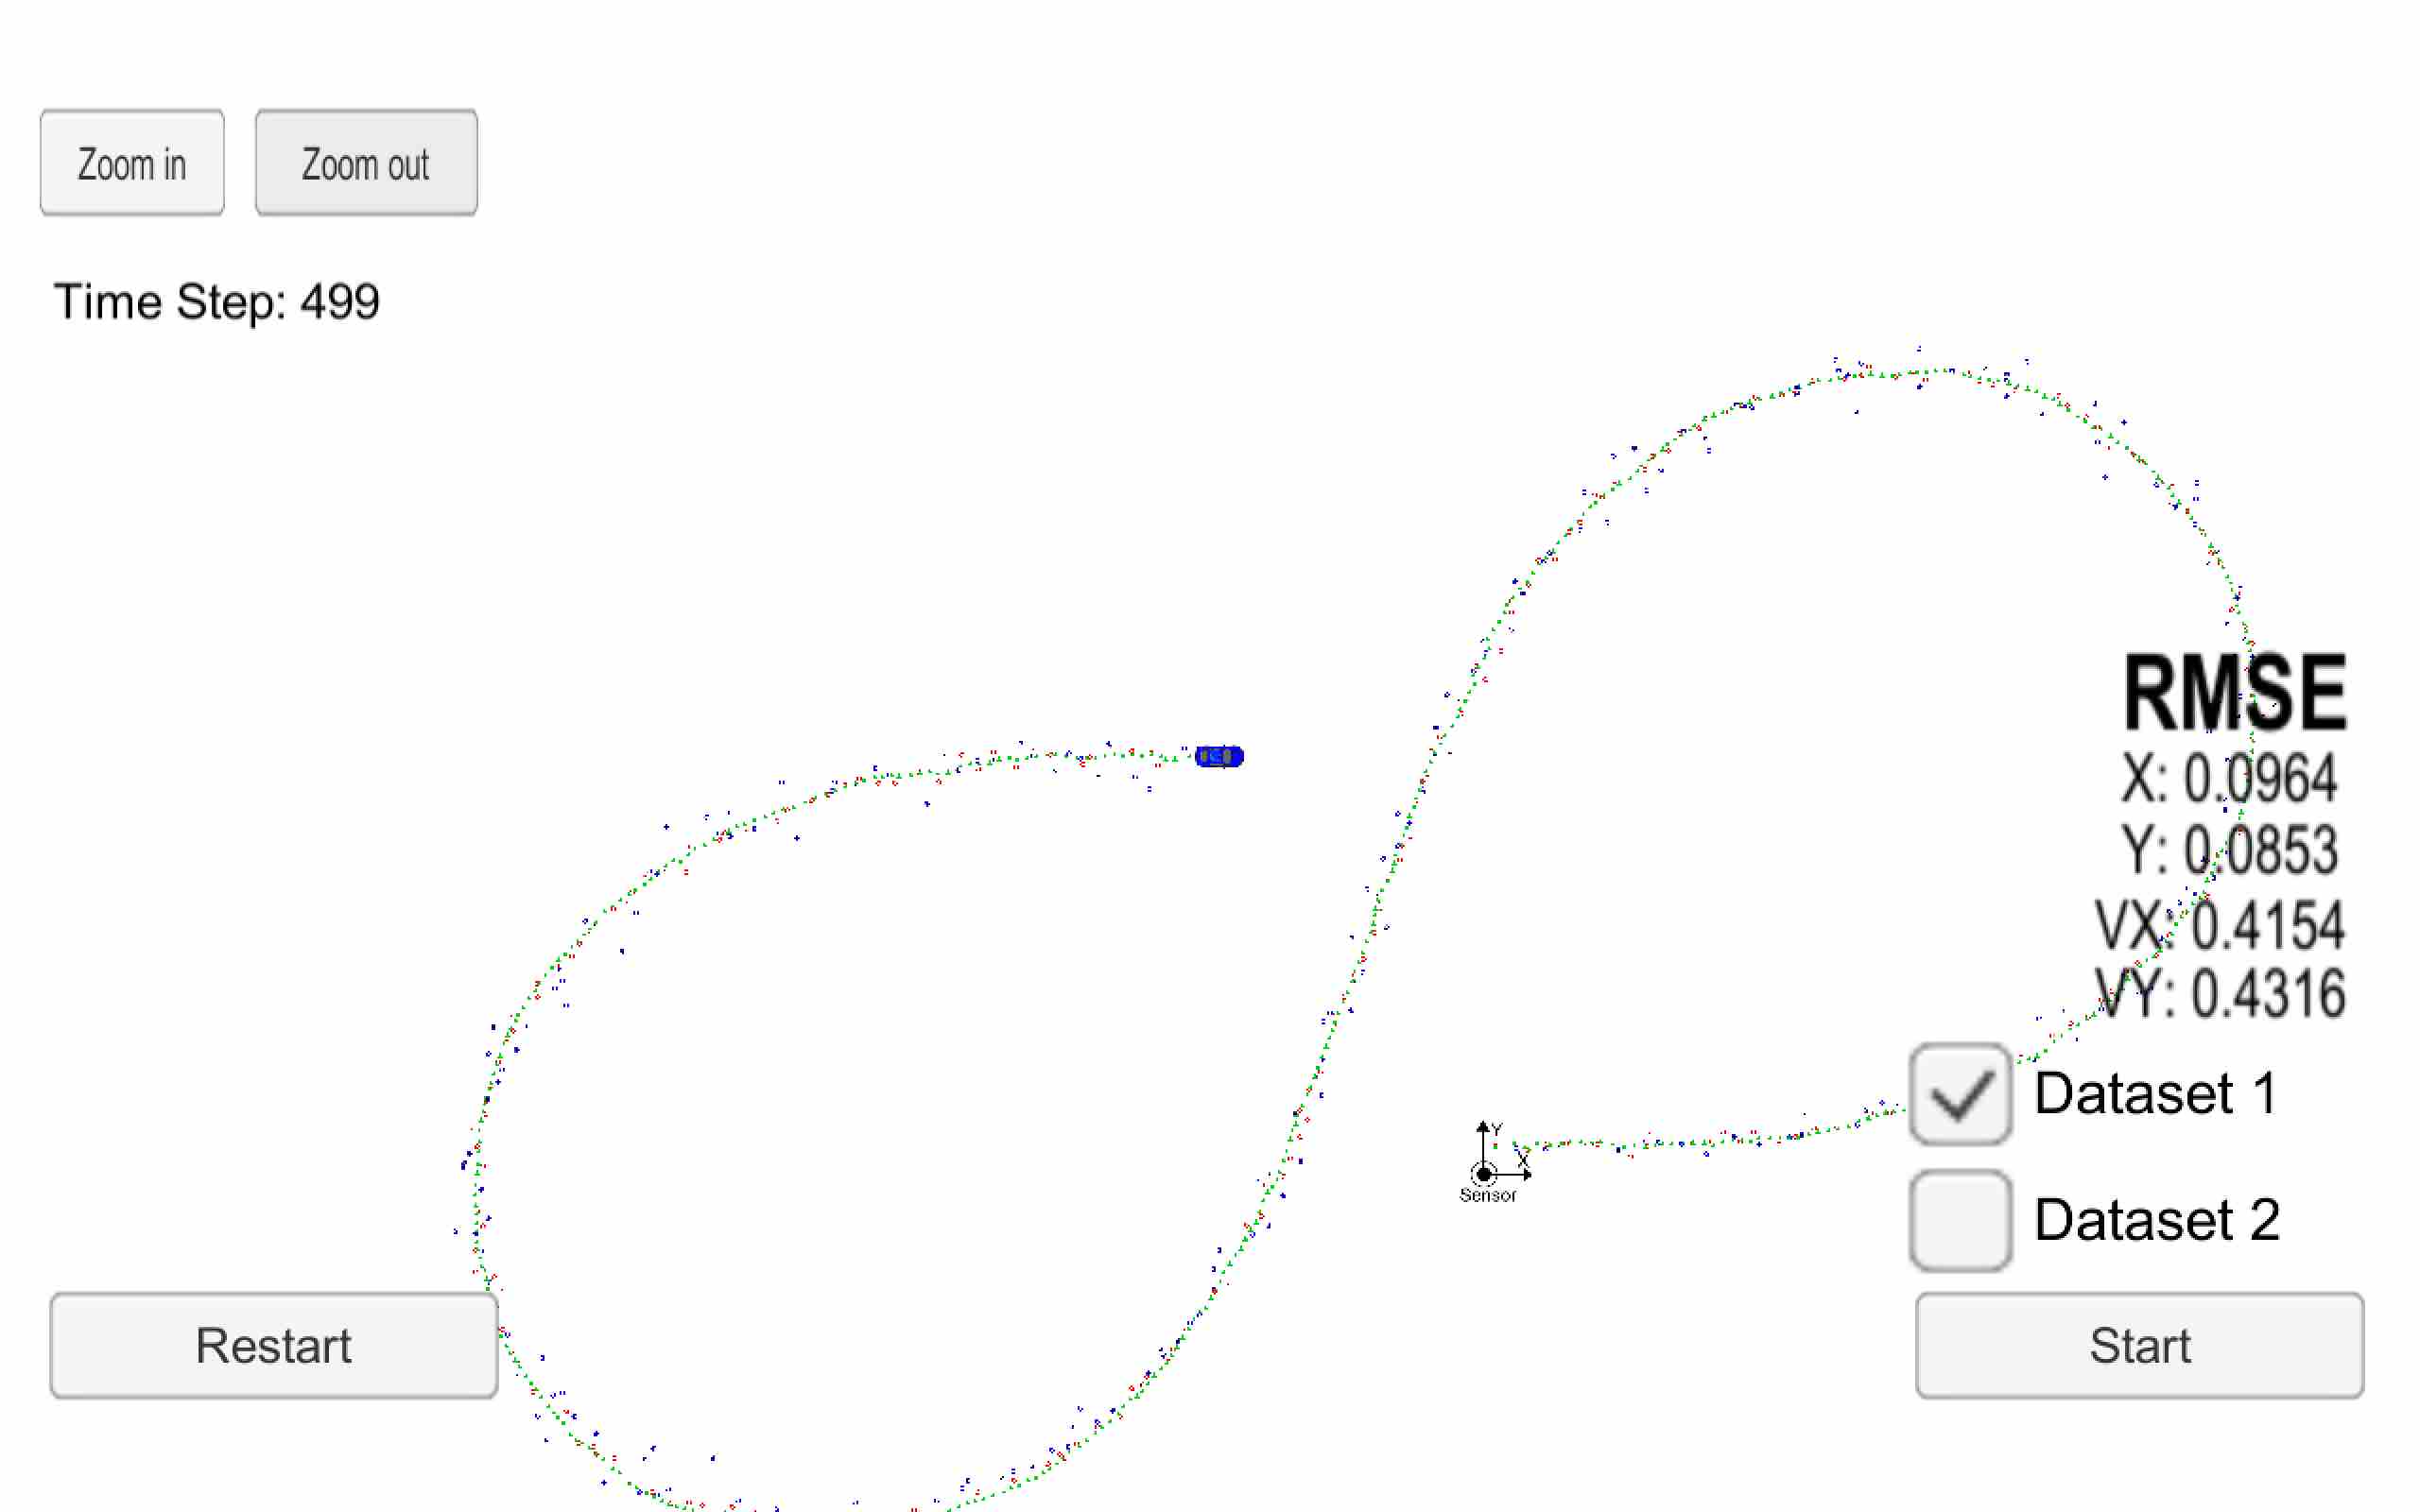 Zoom in
Zoom out
Time Step: 499
RMSE
X: 0.0964
Y: 0.0853
VX: 0.4154
VY: 0.4316
Dataset 1
Y
X
Sensor
Dataset 2
Restart
Start